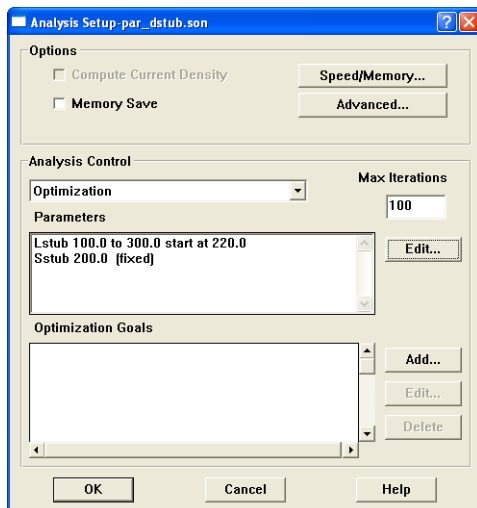 Analysis Setup-par_dstub.son
Options
Compute Current Density
Speed/Memory...
Memory Save
Advanced...
Analysis Control
Max Iterations
Optimization
100
Parameters
Lstub 100.0 to 300.0 start at 220.0
Sstub 200.0 (fixed)
Edit...
Optimization Goals
Add...
Edit...
Delete
OK
Cancel
Help